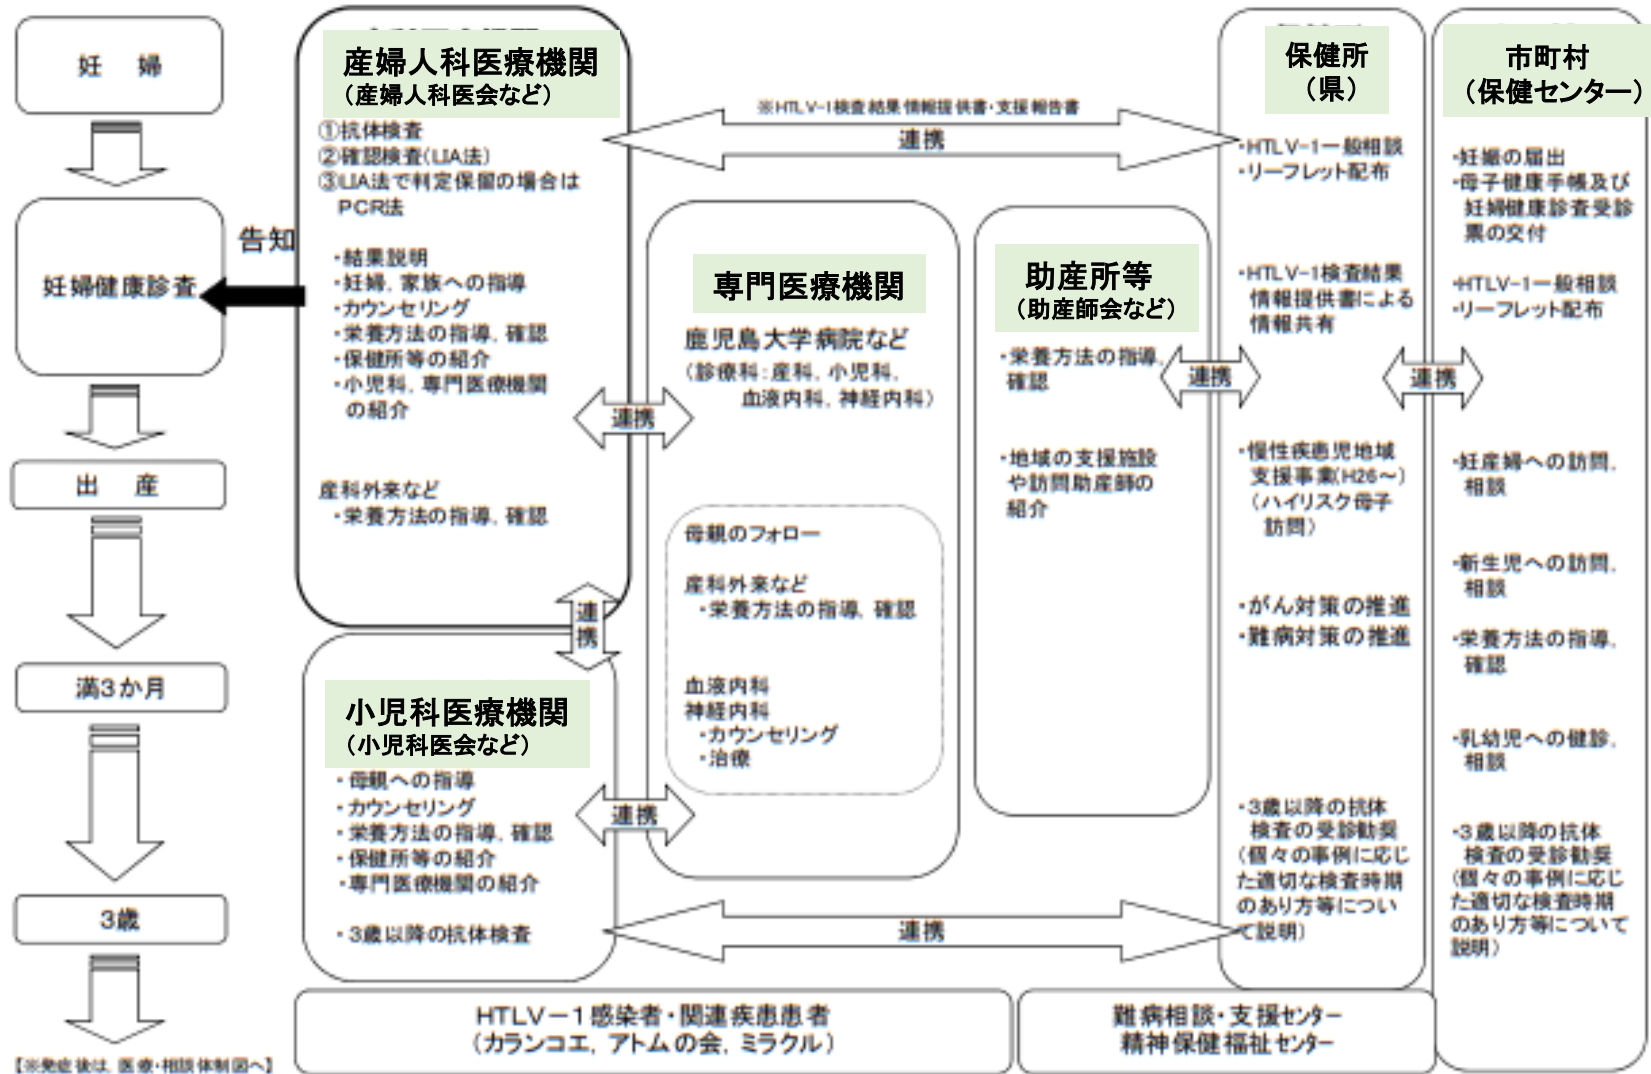 妊　婦
妊婦健康診査
出　産
満3か月
3歳
【※発症後は，医療・相談体制図へ】
告知
産婦人科医療機関
（産婦人科医会など）
①抗体検査
②確認検査(LIA法)
③LIA法で判定保留の場合は
PCR法
・結果説明
・妊婦，家族への指導
・カウンセリング
・栄養方法の指導，確認
・保健所等の紹介
・小児科，専門医療機関
の紹介
産科外来など
・栄養方法の指導，確認
連携
小児科医療機関
（小児科医会など）
・母親への指導
・カウンセリング
・栄養方法の指導，確認
・保健所等の紹介
・専門医療機関の紹介
・3歳以降の抗体検査
※HTLV-1検査結果情報提供書・支援報告書
連携
連携
連携
連携
専門医療機関
鹿児島大学病院など
（診療科：産科，小児科，
血液内科，神経内科）
母親のフォロー
産科外来など
・栄養方法の指導，確認
血液内科
神経内科
・カウンセリング
・治療
助産所等
（助産師会など）
・栄養方法の指導，
確認
・地域の支援施設
や訪問助産師の
紹介
連携
保健所
（県）
・HTLV-1一般相談
・リーフレット配布
・HTLV-1検査結果
情報提供書による
情報共有
・慢性疾患児地域
支援事業(H26～)
（ハイリスク母子
訪問）
・がん対策の推進
・難病対策の推進
・3歳以降の抗体
検査の受診勧奨
（個々の事例に応じ
た適切な検査時期
のあり方等につい
て説明）
連携
市町村
（保健センター）
・妊娠の届出
・母子健康手帳及び
妊婦健康診査受診
票の交付
・HTLV-1一般相談
・リーフレット配布
・妊産婦への訪問，
相談
・新生児への訪問，
相談
・栄養方法の指導，
確認
・乳幼児への健診，
相談
・3歳以降の抗体
検査の受診勧奨
（個々の事例に応じ
た適切な検査時期
のあり方等について
説明）
HTLV－1感染者・関連疾患患者
（カランコエ，アトムの会，ミラクル）
難病相談・支援センター
精神保健福祉センター